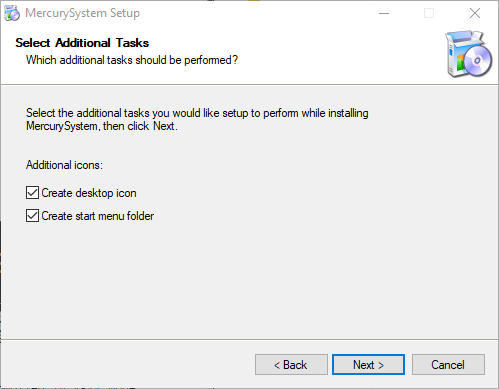 MercurySystem Setup
Select Additional Tasks
Which additional tasks should be performed?
Select the additional tasks you would like setup to perform while installing
MercurySystem, then click Next.
Additional icons:
Create desktop icon
Create start menu folder
< Back
Next >
Cancel